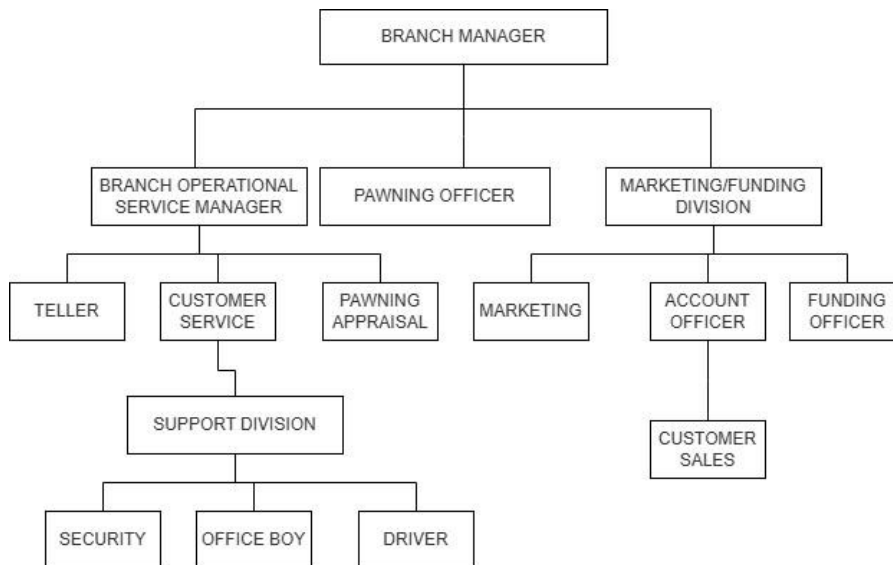 BRANCH MANAGER
BRANCH OPERATIONAL
SERVICE MANAGER
PAWNING OFFICER
MARKETING/FUNDING
DIVISION
TELLER
CUSTOMER
SERVICE
PAWNING
APPRAISAL
MARKETING
ACCOUNT
OFFICER
FUNDING
OFFICER
SUPPORT DIVISION
CUSTOMER
SALES
SECURITY
OFFICE BOY
DRIVER